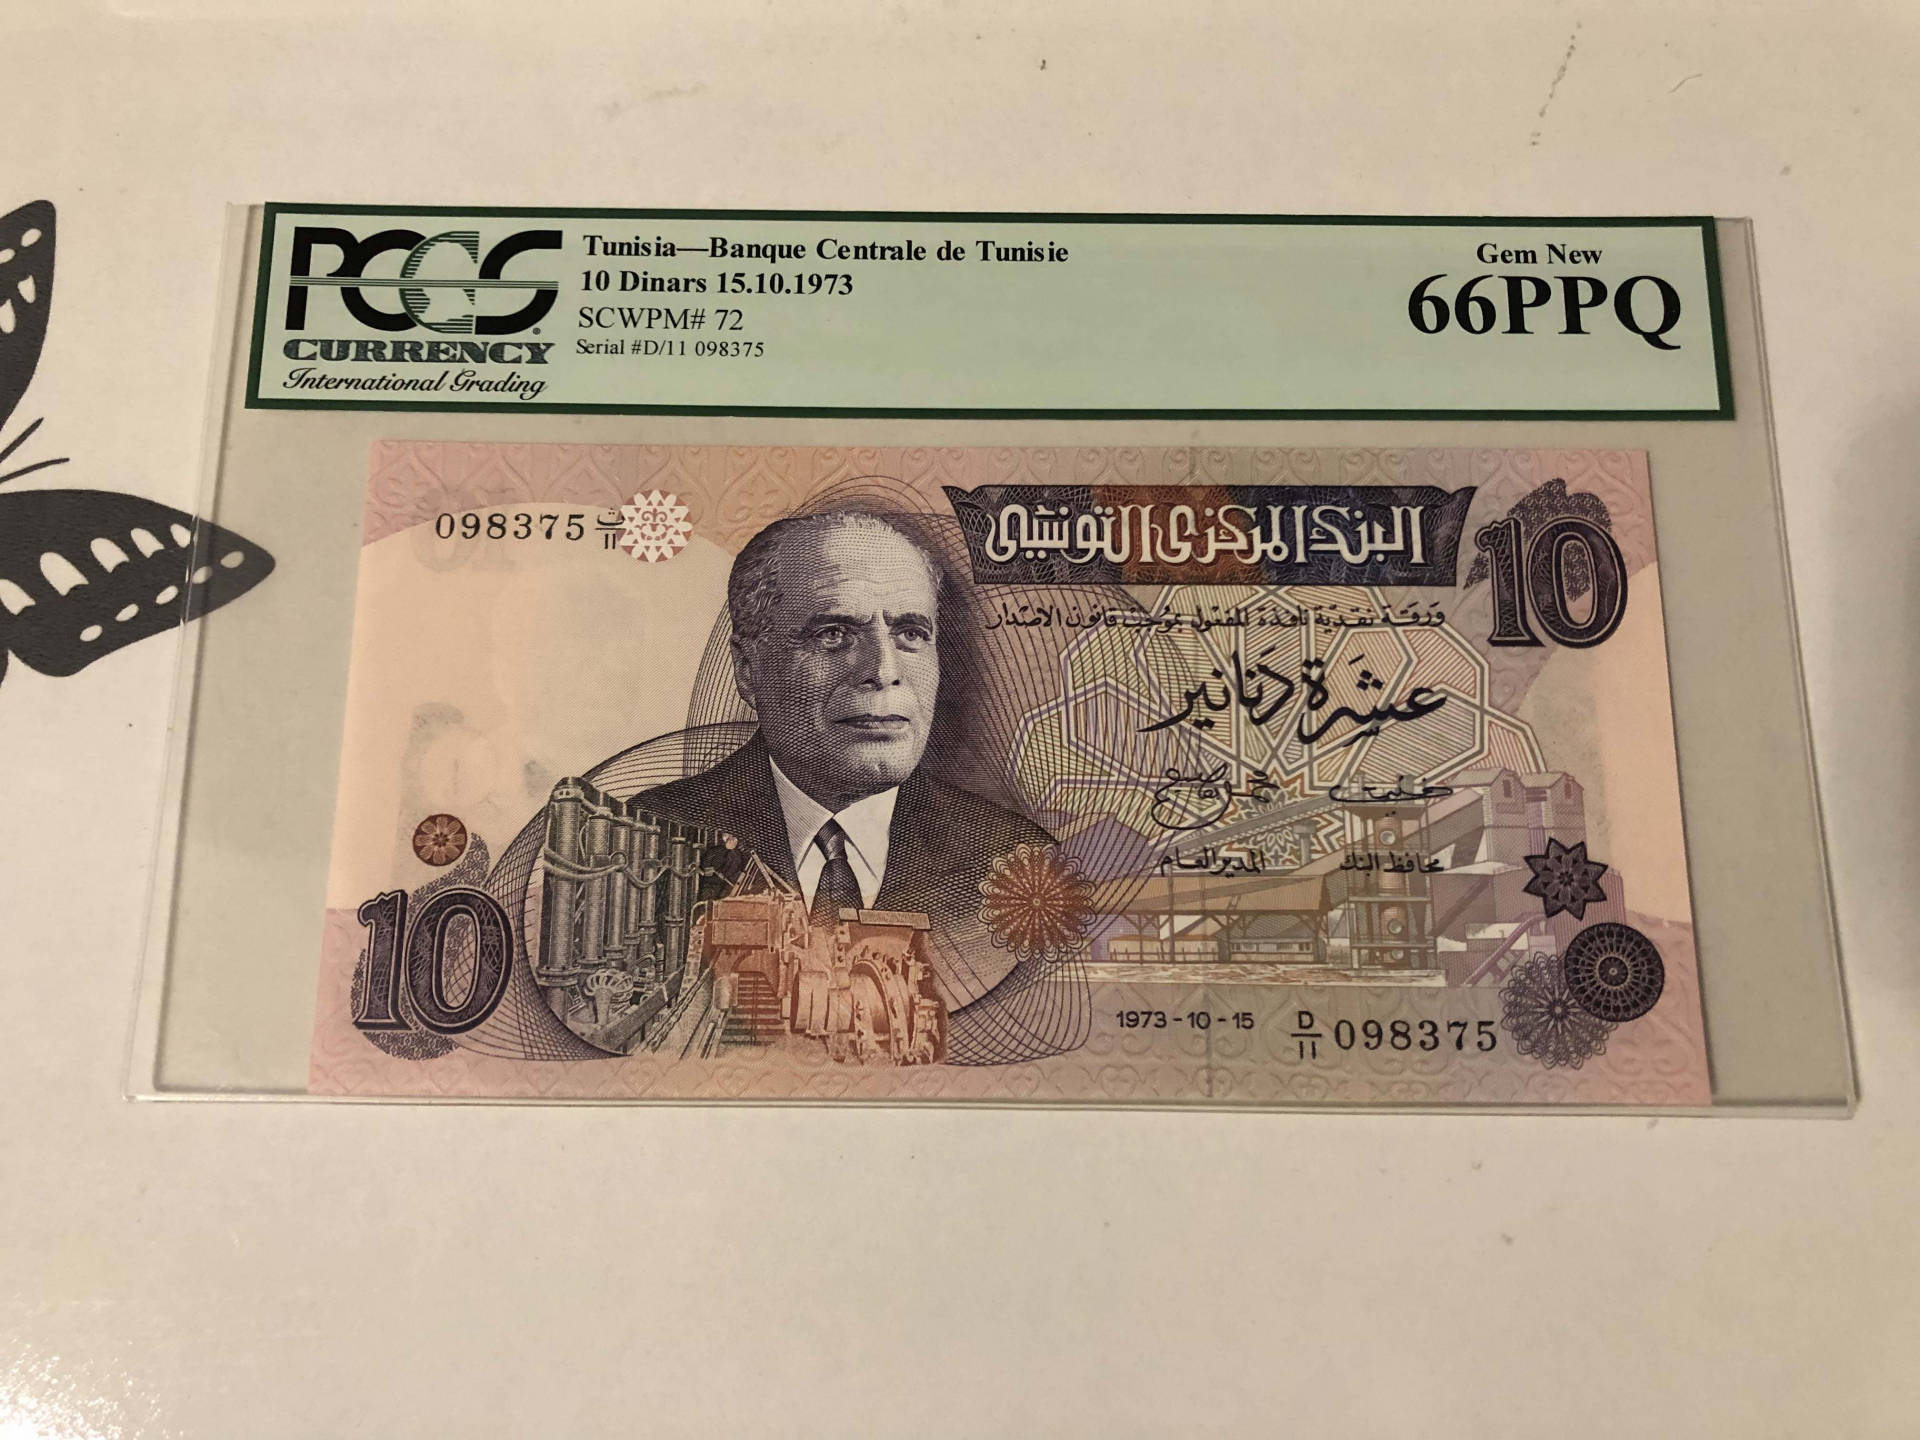 PCGS
CURRENCY
International Grading
Tunisia—Banque Centrale de Tunisie
10 Dinars 15.10.1973
SCWPM# 72
Serial #D/11 098375
Gem New
66PPQ
098375 ت/11
البنك المركزي التونسي
10
ورقة نقدية نافذة المفعول بموجب قانون الاصدار
عشرة دنانير
محافظ البنك
المدير العام
10
1973-10-15 D/11 098375